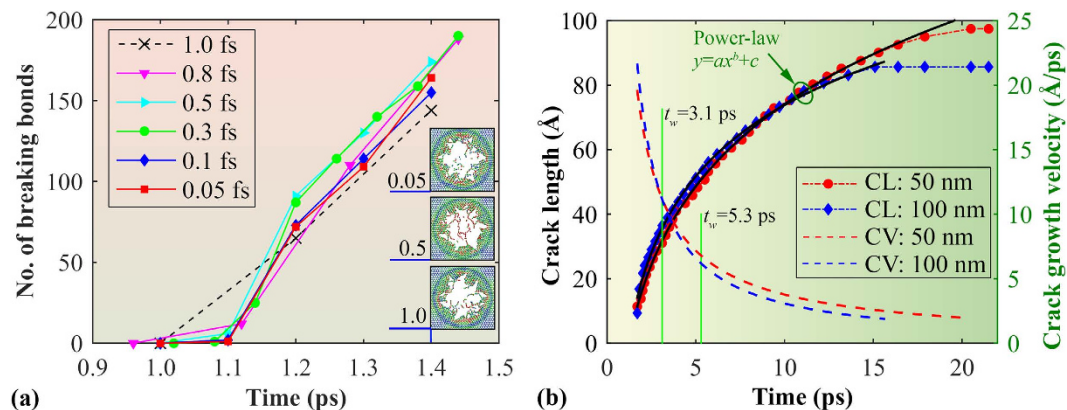 200
150
100
50
0
No. of breaking bonds
1.0 fs
0.8 fs
0.5 fs
0.3 fs
0.1 fs
0.05 fs
0.05
0.5
1.0
0.9
1.0
1.1
1.2
1.3
1.4
1.5
(a)
Time (ps)
100
80
60
40
20
0
Crack length (Å)
Power-law
y=axᵇ+c
t_w=3.1 ps
t_w=5.3 ps
CL: 50 nm
CL: 100 nm
CV: 50 nm
CV: 100 nm
25
20
15
10
5
0
Crack growth velocity (Å/ps)
0
5
10
15
20
(b)
Time (ps)